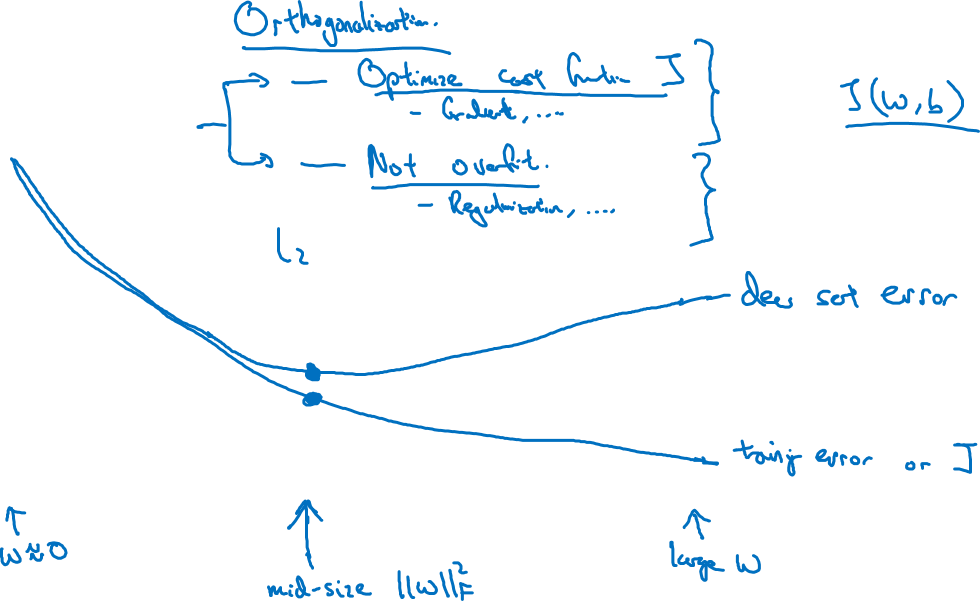 Orthogonalization.
— Optimize cost function J
- Gradient, ....
J(w,b)
— Not overfit.
- Regularization, ....
L2
dev set error
training error or J
w≈0
mid-size ||w||²F
large w